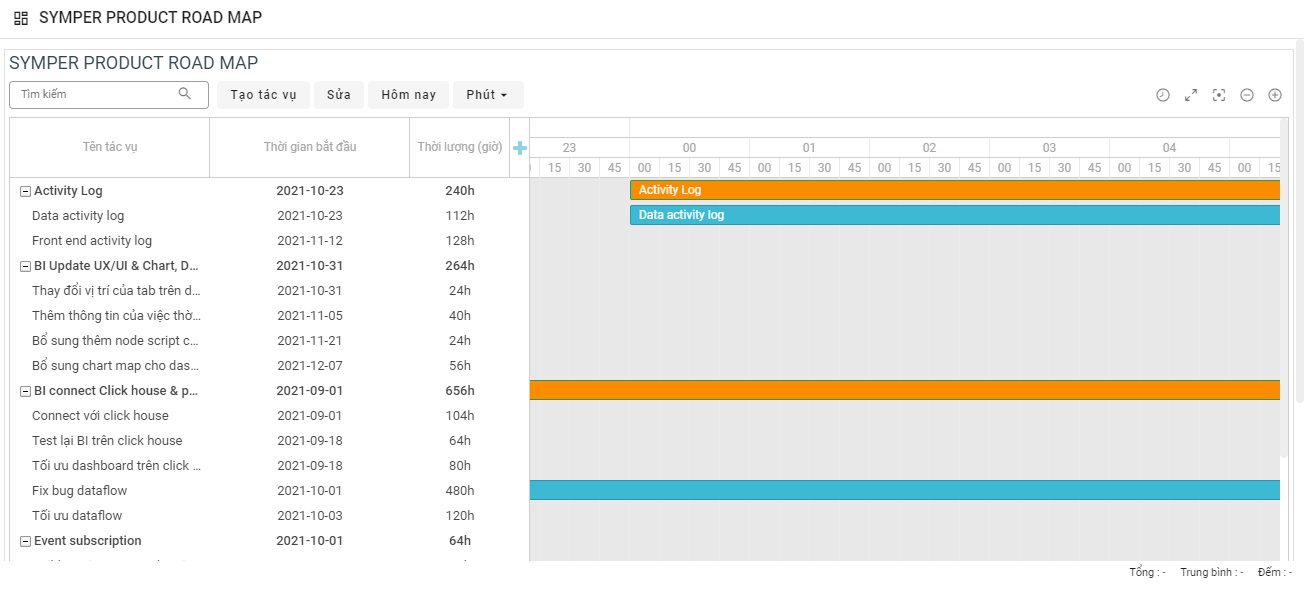 SYMPER PRODUCT ROAD MAP
SYMPER PRODUCT ROAD MAP
Tìm kiếm Tạo tác vụ Sửa Hôm nay Phút
Tên tác vụ Thời gian bắt đầu Thời lượng (giờ)
23 00 01 02 03 04
15 30 45 00 15 30 45 00 15 30 45 00 15 30 45 00 15 30 45 00 15 30 45 00 15
Activity Log 2021-10-23 240h Activity Log
Data activity log 2021-10-23 112h Data activity log
Front end activity log 2021-11-12 128h
BI Update UX/UI & Chart, D... 2021-10-31 264h
Thay đổi vị trí của tab trên d... 2021-10-31 24h
Thêm thông tin của việc thờ... 2021-11-05 40h
Bổ sung thêm node script c... 2021-11-21 24h
Bổ sung chart map cho das... 2021-12-07 56h
BI connect Click house & p... 2021-09-01 656h
Connect với click house 2021-09-01 104h
Test lại BI trên click house 2021-09-18 64h
Tối ưu dashboard trên click ... 2021-09-18 80h
Fix bug dataflow 2021-10-01 480h
Tối ưu dataflow 2021-10-03 120h
Event subscription 2021-10-01 64h
Tổng : - Trung bình : - Đếm : -